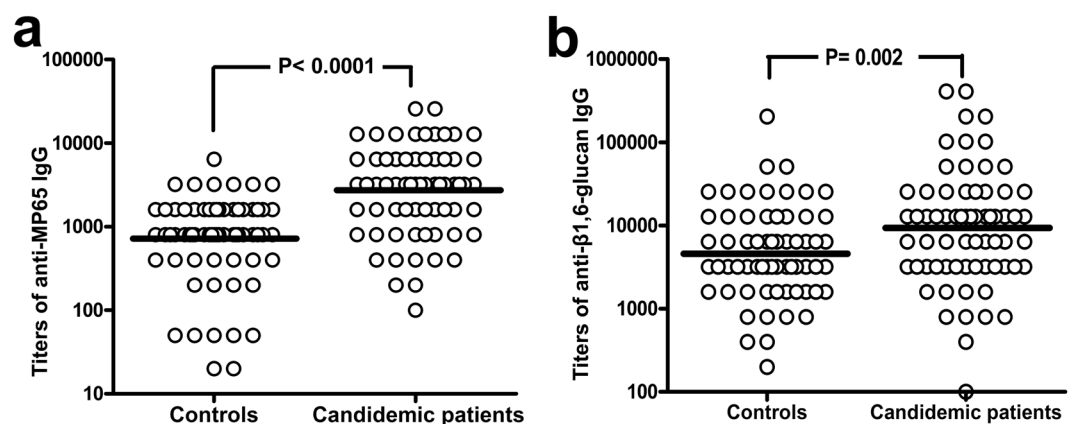 a
P< 0.0001
Titers of anti-MP65 IgG
100000
10000
1000
100
10
Controls
Candidemic patients
b
P= 0.002
Titers of anti-β1,6-glucan IgG
1000000
100000
10000
1000
100
Controls
Candidemic patients